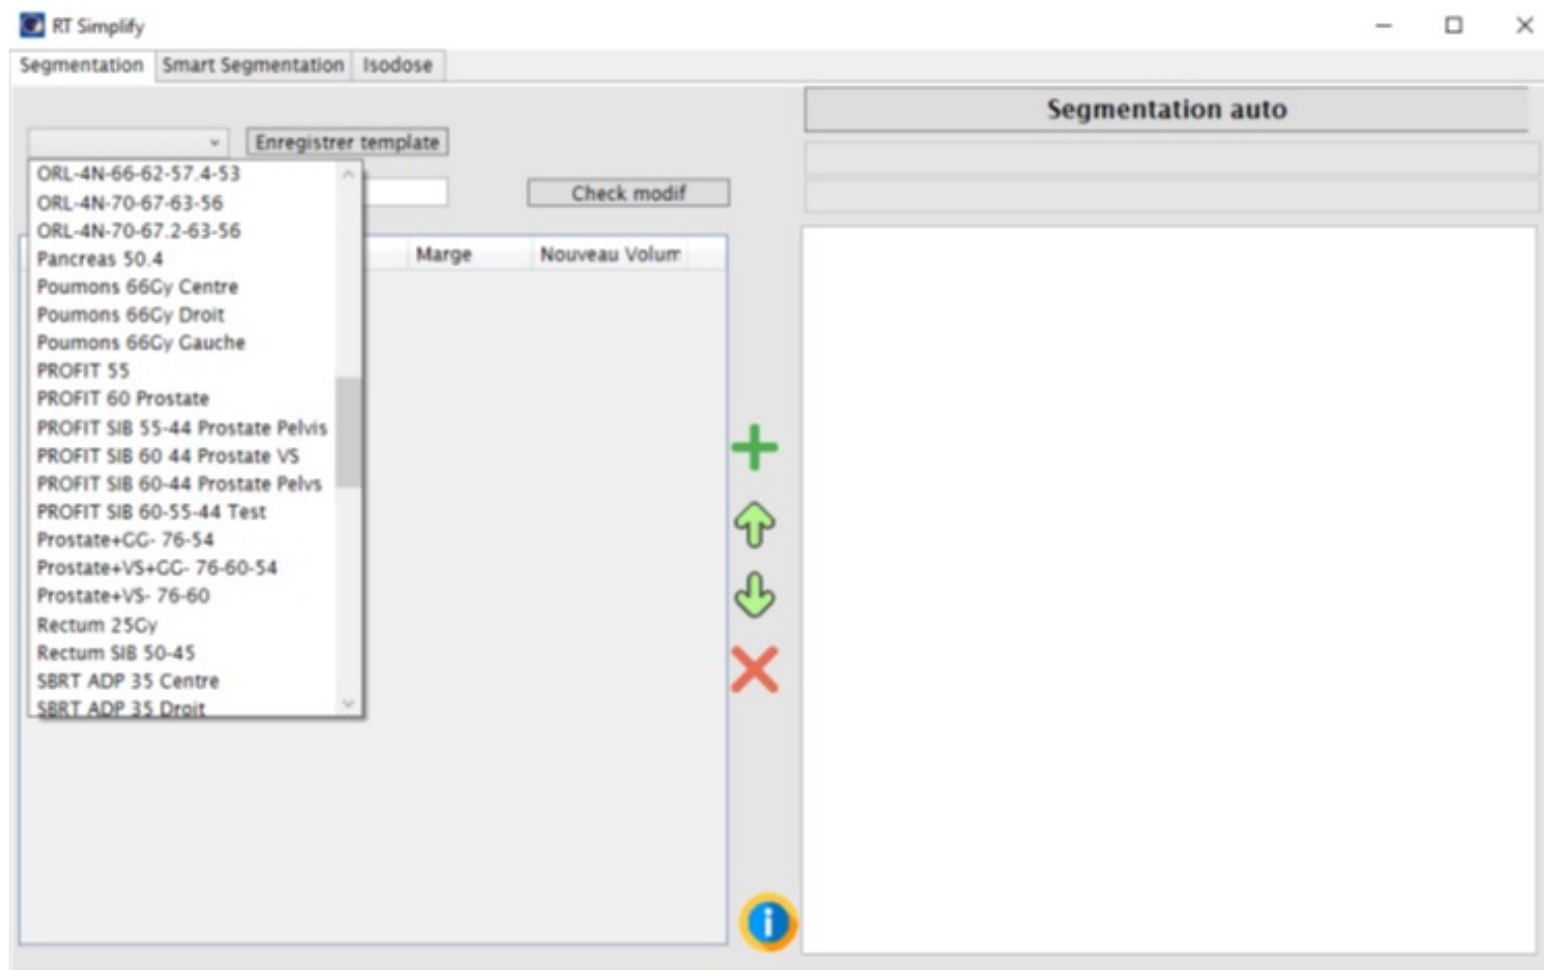 RT Simplify
Segmentation Smart Segmentation Isodose
Segmentation auto
Enregistrer template
Check modif
Marge Nouveau Volum
ORL-4N-66-62-57.4-53
ORL-4N-70-67-63-56
ORL-4N-70-67.2-63-56
Pancreas 50.4
Poumons 66Gy Centre
Poumons 66Gy Droit
Poumons 66Gy Gauche
PROFIT 55
PROFIT 60 Prostate
PROFIT SIB 55-44 Prostate Pelvis
PROFIT SIB 60 44 Prostate VS
PROFIT SIB 60-44 Prostate Pelvs
PROFIT SIB 60-55-44 Test
Prostate+GG- 76-54
Prostate+VS+GG- 76-60-54
Prostate+VS- 76-60
Rectum 25Gy
Rectum SIB 50-45
SBRT ADP 35 Centre
SBRT ADP 35 Droit